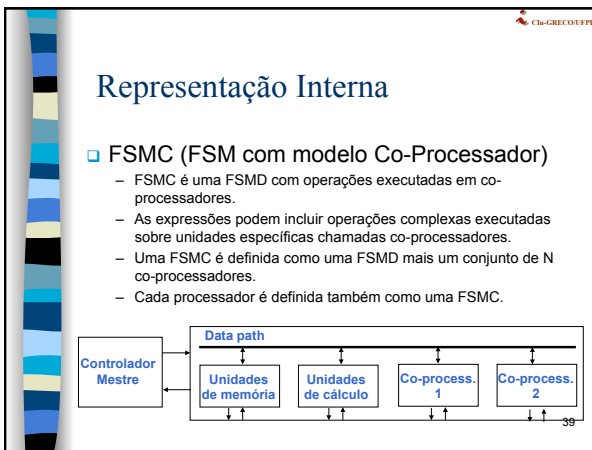 CIn-GRECO/UFPE
Representação Interna
FSMC (FSM com modelo Co-Processador)
– FSMC é uma FSMD com operações executadas em co-
processadores.
– As expressões podem incluir operações complexas executadas
sobre unidades específicas chamadas co-processadores.
– Uma FSMC é definida como uma FSMD mais um conjunto de N
co-processadores.
– Cada processador é definida também como uma FSMC.
Data path
Controlador
Mestre
Unidades
de memória
Unidades
de cálculo
Co-process.
1
Co-process.
2
39